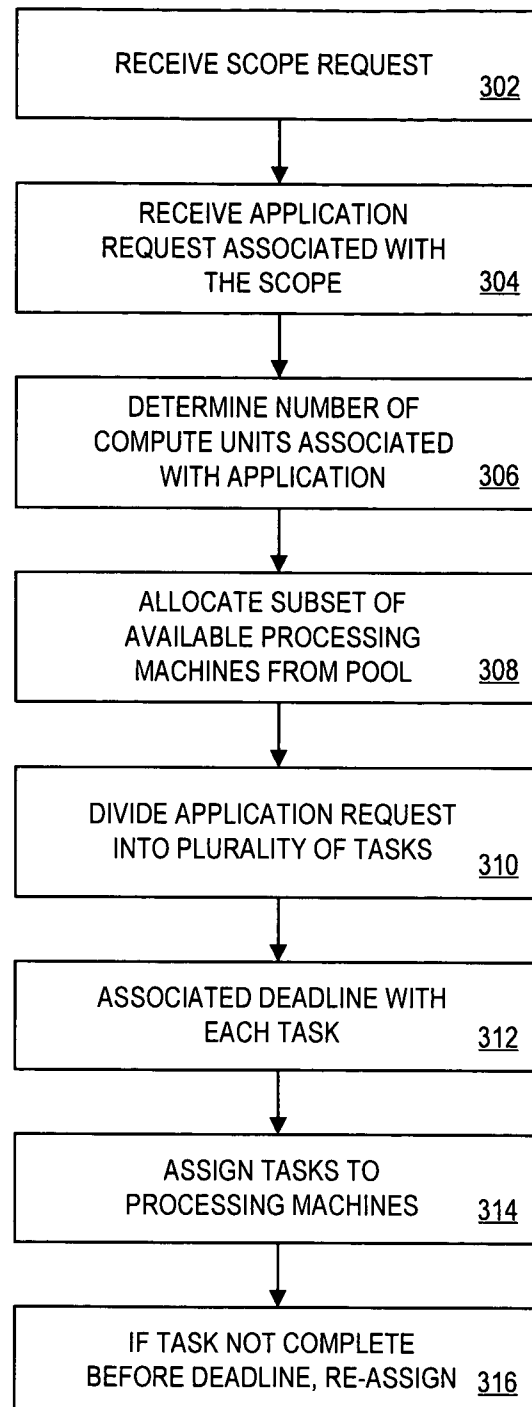 RECEIVE SCOPE REQUEST
302
RECEIVE APPLICATION
REQUEST ASSOCIATED WITH
THE SCOPE
304
DETERMINE NUMBER OF
COMPUTE UNITS ASSOCIATED
WITH APPLICATION
306
ALLOCATE SUBSET OF
AVAILABLE PROCESSING
MACHINES FROM POOL
308
DIVIDE APPLICATION REQUEST
INTO PLURALITY OF TASKS
310
ASSOCIATED DEADLINE WITH
EACH TASK
312
ASSIGN TASKS TO
PROCESSING MACHINES
314
IF TASK NOT COMPLETE
BEFORE DEADLINE, RE-ASSIGN
316